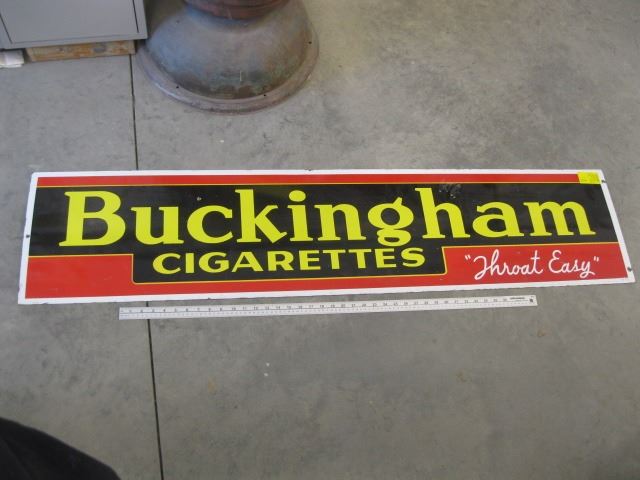 Buckingham
CIGARETTES
"Throat Easy"